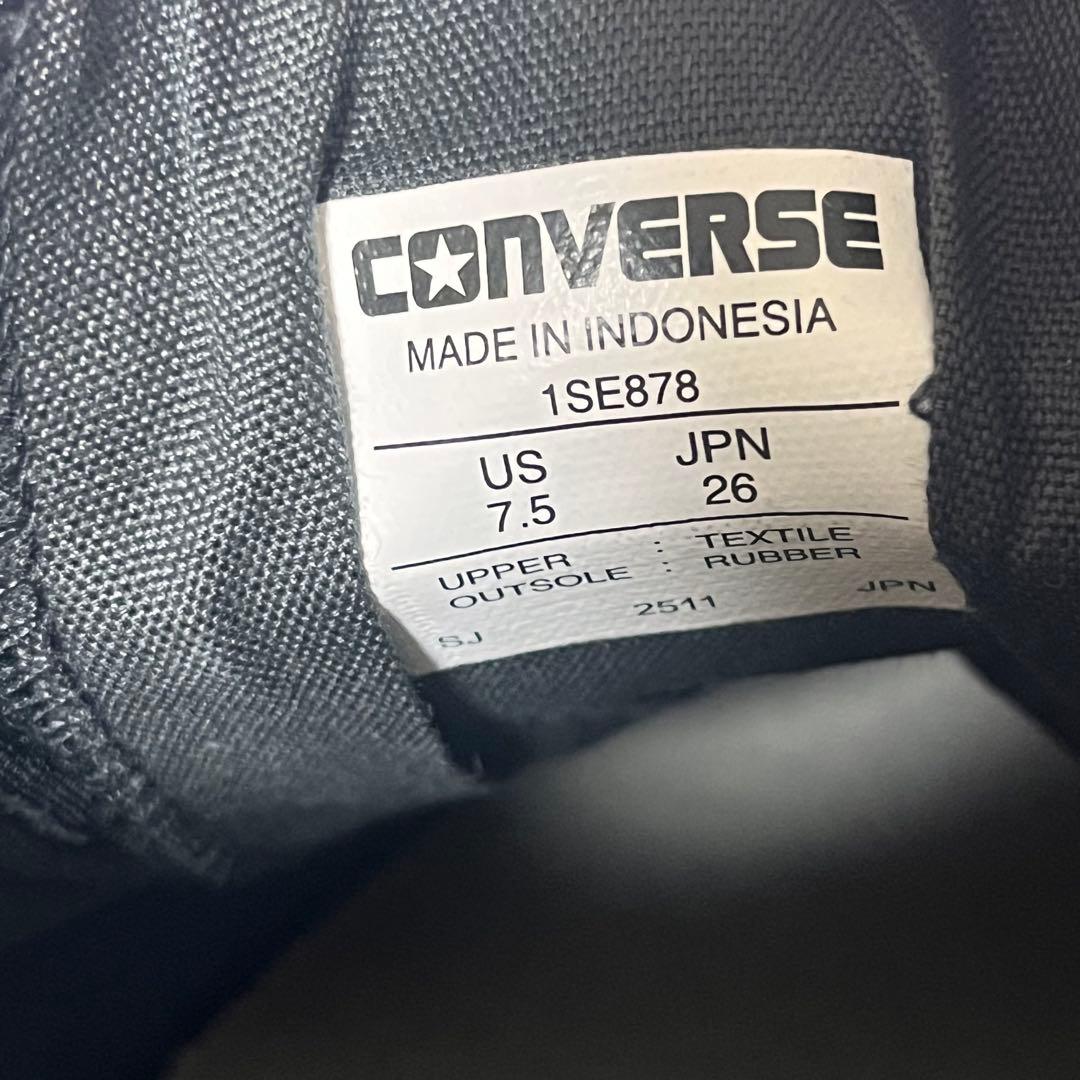 CONVERSE
MADE IN INDONESIA
1SE878
US JPN
7.5 26
UPPER : TEXTILE
OUTSOLE : RUBBER
SJ 2511 JPN